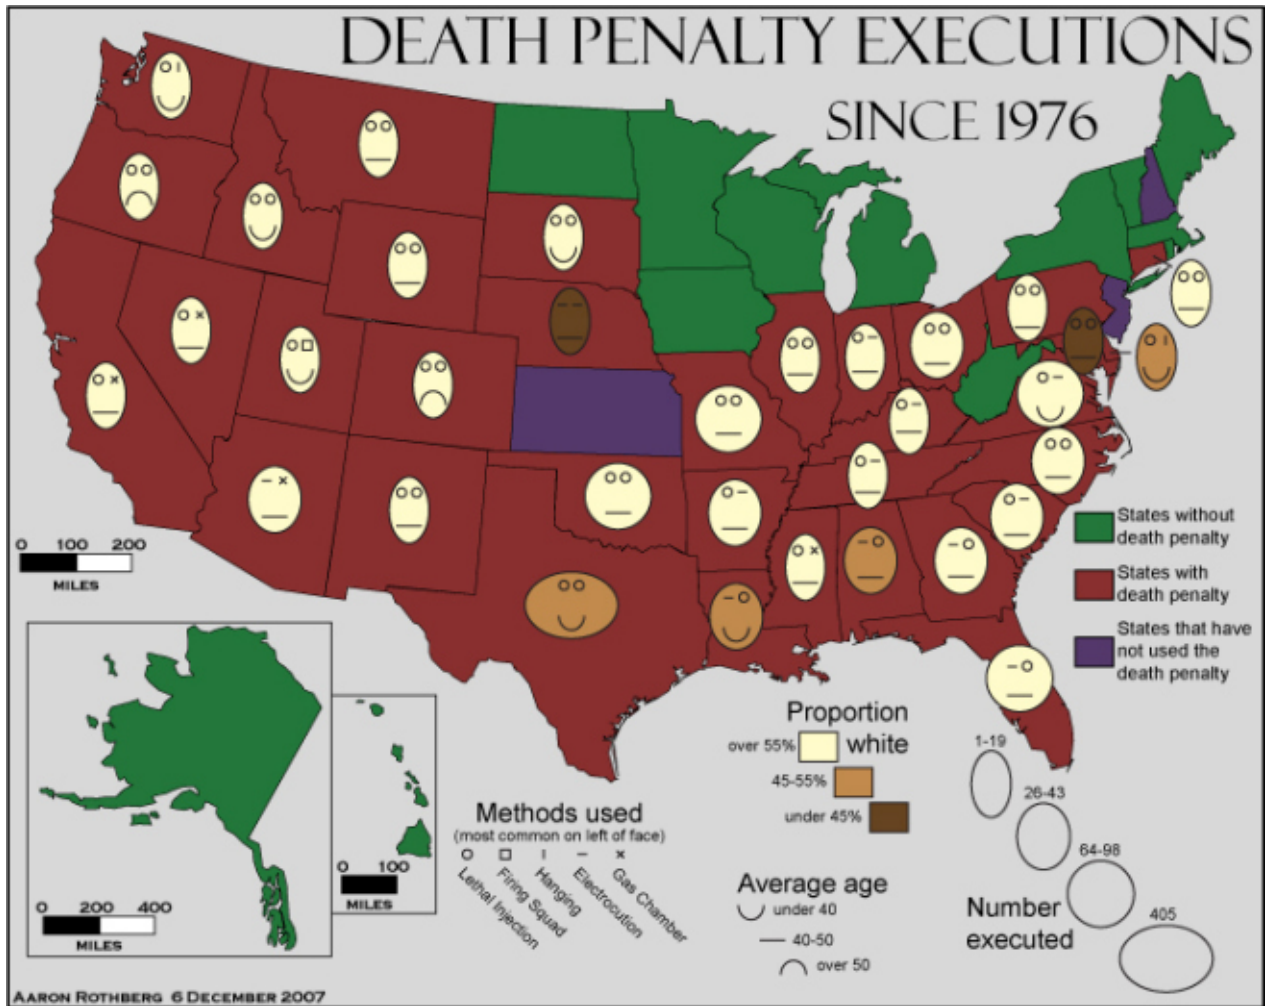 DEATH PENALTY EXECUTIONS
SINCE 1976
0 100 200
MILES
States without
death penalty
States with
death penalty
States that have
not used the
death penalty
Proportion
white
over 55%
45-55%
under 45%
1-19
26-43
64-98
405
Number
executed
Methods used
(most common on left of face)
Lethal Injection
Firing Squad
Hanging
Electrocution
Gas Chamber
Average age
under 40
40-50
over 50
0 100
MILES
0 200 400
MILES
AARON ROTHBERG 6 DECEMBER 2007